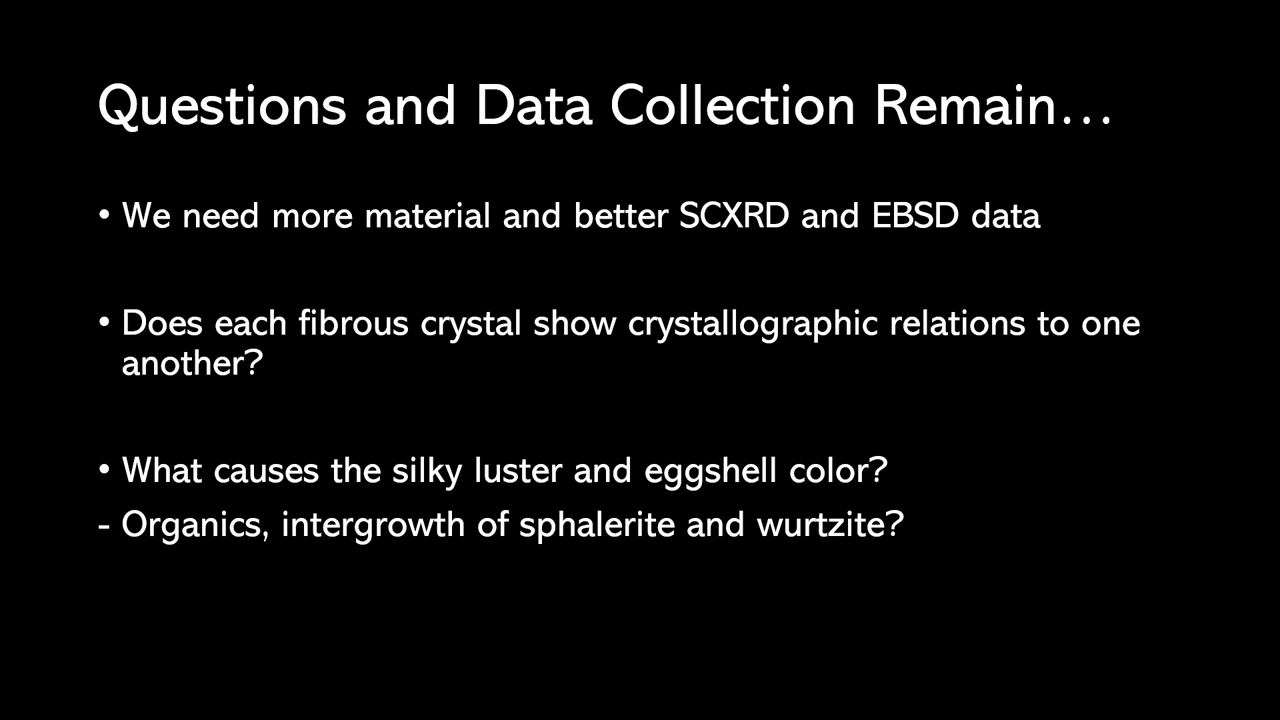 Questions and Data Collection Remain…
• We need more material and better SCXRD and EBSD data
• Does each fibrous crystal show crystallographic relations to one
another?
• What causes the silky luster and eggshell color?
- Organics, intergrowth of sphalerite and wurtzite?